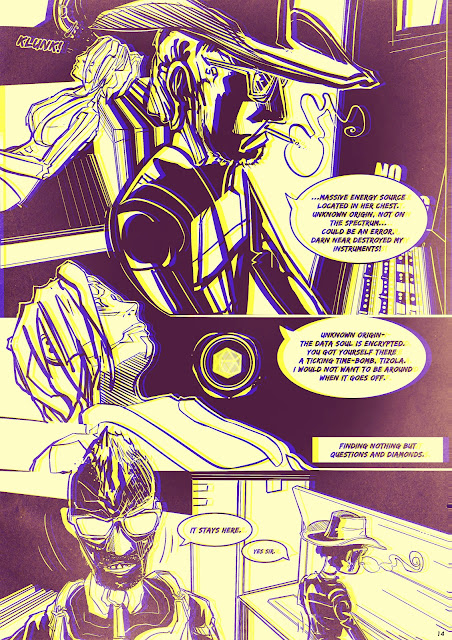 KLUNK!
NO
...MASSIVE ENERGY SOURCE
LOCATED IN HER CHEST.
UNKNOWN ORIGIN, NOT ON
THE SPECTRUM...
COULD BE AN ERROR,
DARN NEAR DESTROYED MY
INSTRUMENTS!
UNKNOWN ORIGIN-
THE DATA SOUL IS ENCRYPTED.
YOU GOT YOURSELF THERE
A TICKING TIME-BOMB, TIZOLA.
I WOULD NOT WANT TO BE AROUND
WHEN IT GOES OFF.
FINDING NOTHING BUT
QUESTIONS AND DIAMONDS.
IT STAYS HERE.
YES SIR.
14